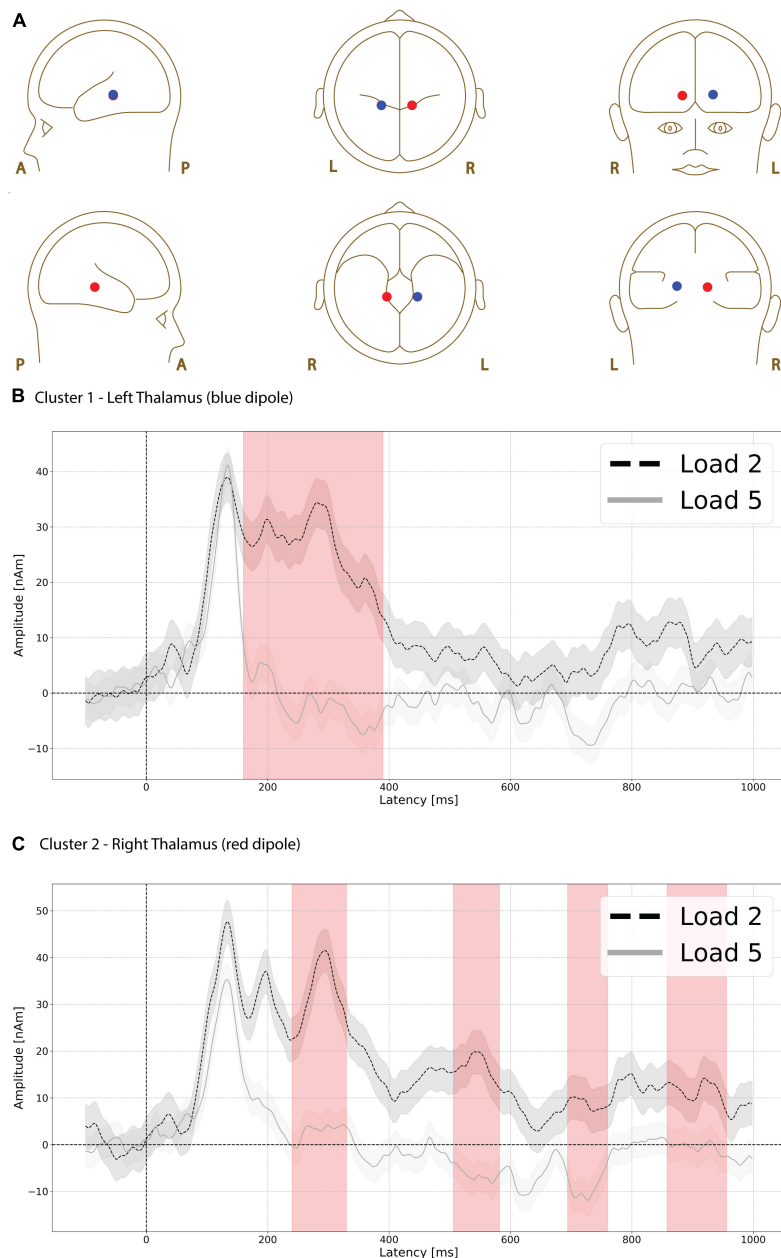 A
A P
L R
R L
P A
R L
L R
B Cluster 1 - Left Thalamus (blue dipole)
Load 2
Load 5
40
30
20
10
0
−10
Amplitude [nAm]
0 200 400 600 800 1000
Latency [ms]
C Cluster 2 - Right Thalamus (red dipole)
Load 2
Load 5
50
40
30
20
10
0
−10
Amplitude [nAm]
0 200 400 600 800 1000
Latency [ms]